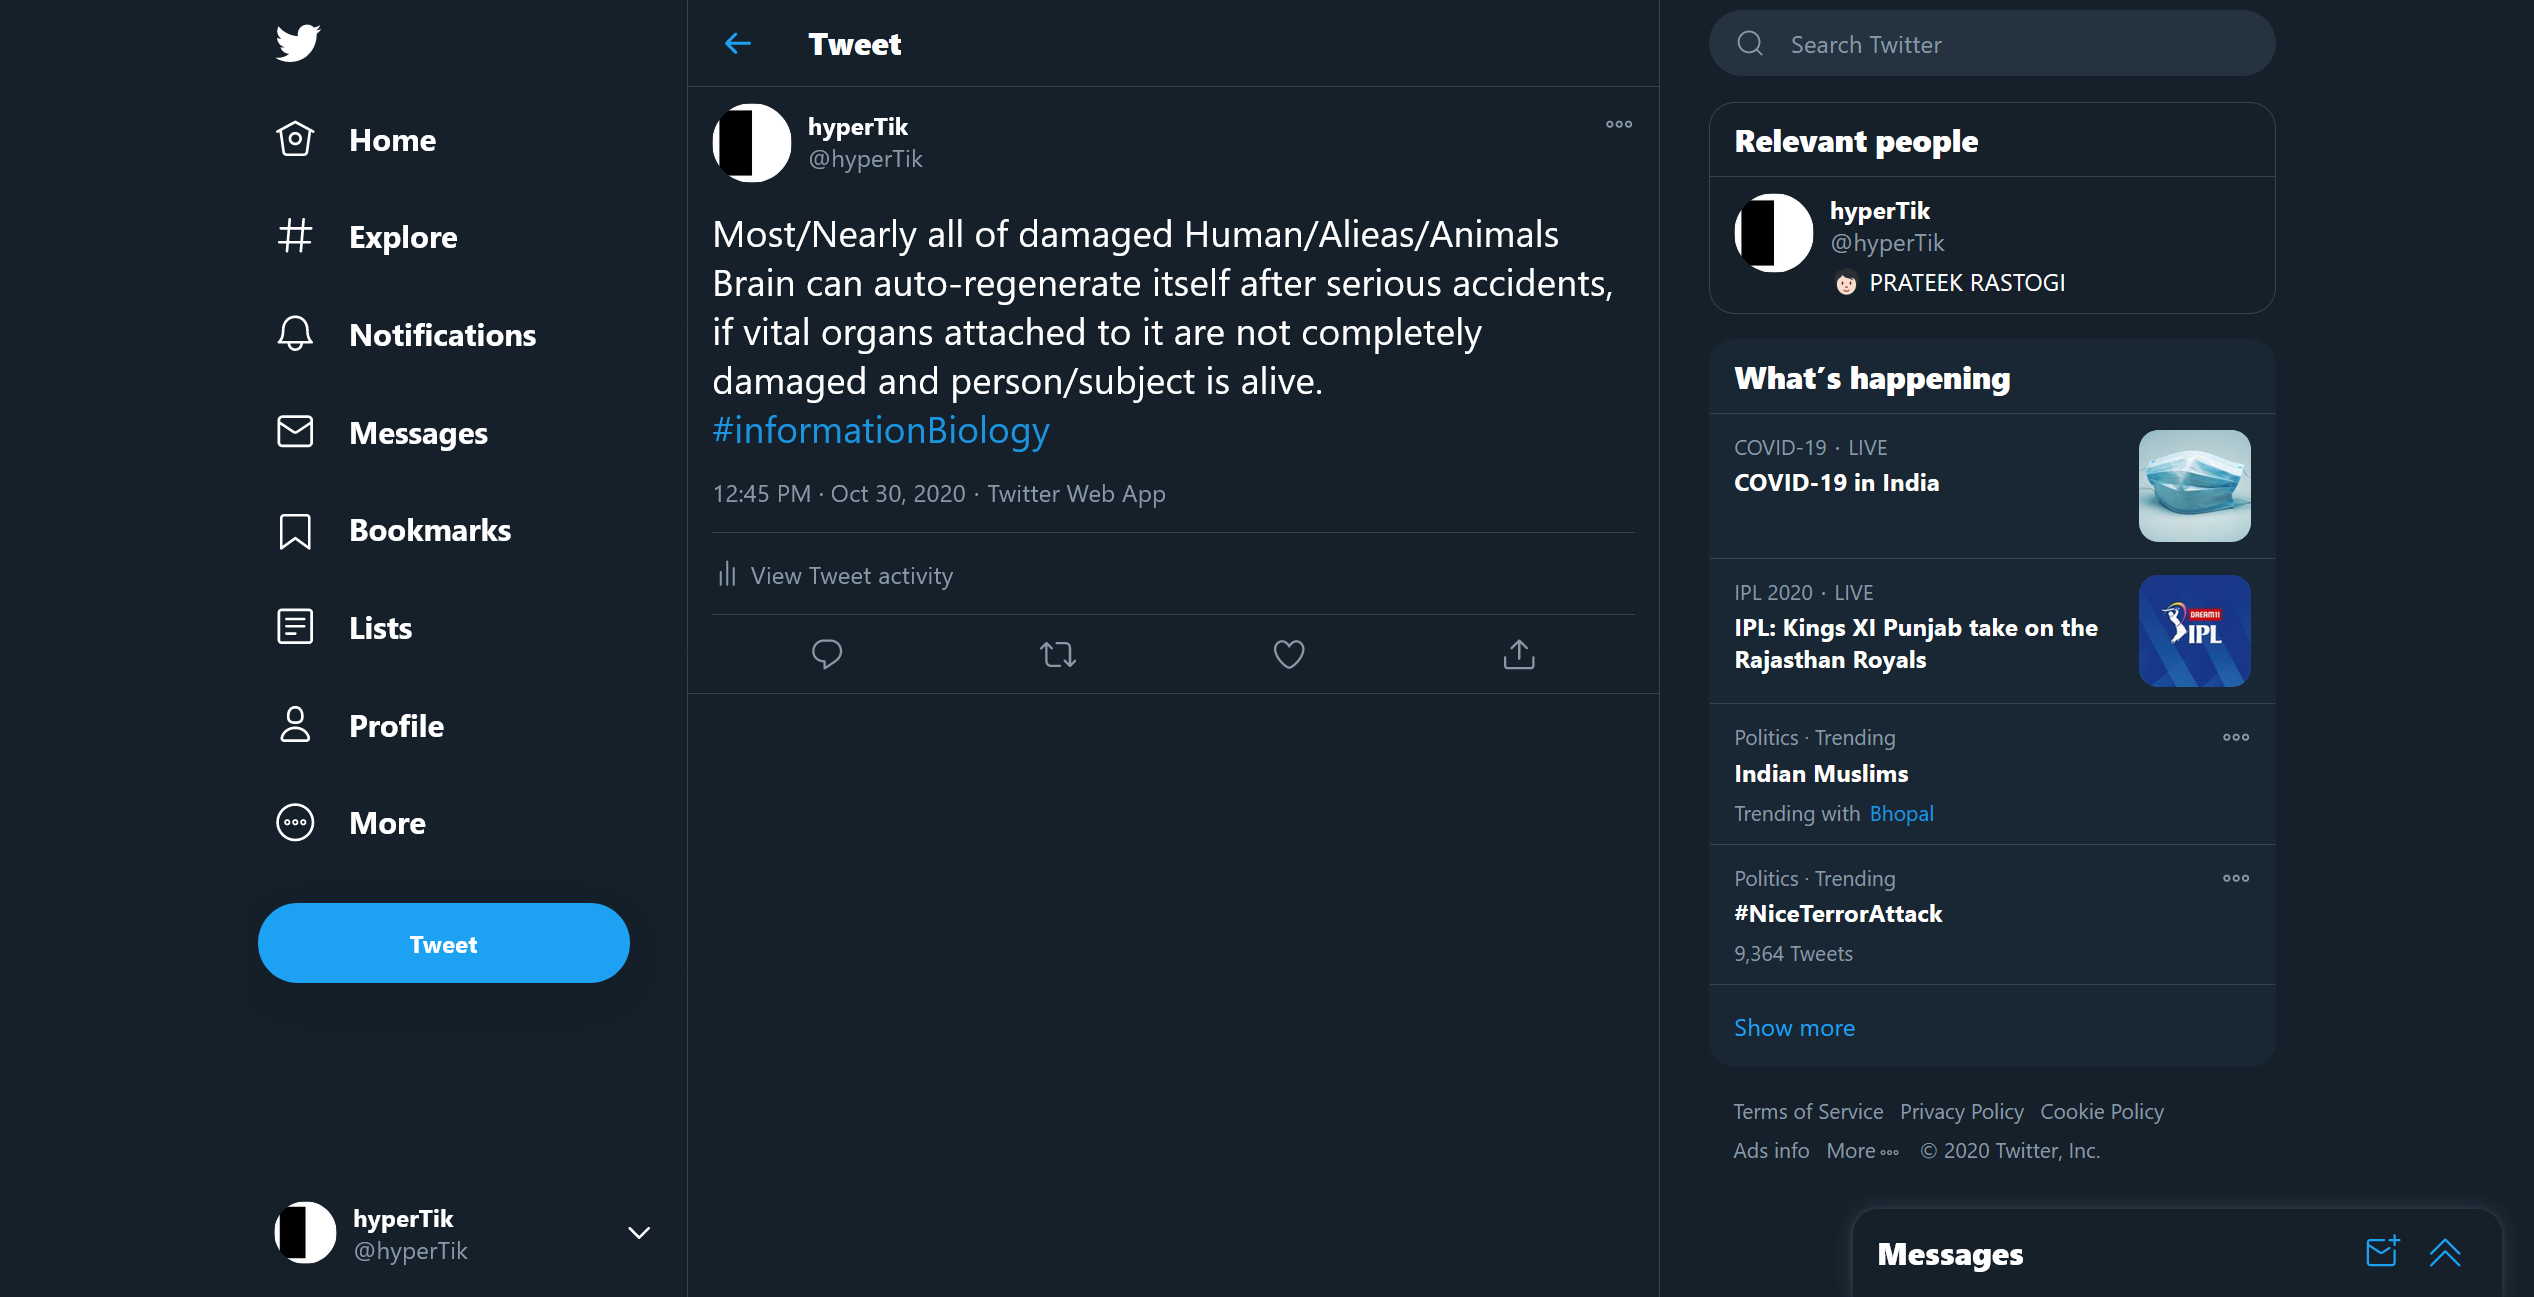 Home
Explore
Notifications
Messages
Bookmarks
Lists
Profile
More
Tweet
hyperTik
@hyperTik
Tweet
hyperTik
@hyperTik
Most/Nearly all of damaged Human/Alieas/Animals
Brain can auto-regenerate itself after serious accidents,
if vital organs attached to it are not completely
damaged and person/subject is alive.
#informationBiology
12:45 PM · Oct 30, 2020 · Twitter Web App
View Tweet activity
Search Twitter
Relevant people
hyperTik
@hyperTik
PRATEEK RASTOGI
What's happening
COVID-19 · LIVE
COVID-19 in India
IPL 2020 · LIVE
IPL: Kings XI Punjab take on the
Rajasthan Royals
DREAM11
IPL
Politics · Trending
Indian Muslims
Trending with Bhopal
Politics · Trending
#NiceTerrorAttack
9,364 Tweets
Show more
Terms of Service Privacy Policy Cookie Policy
Ads info More © 2020 Twitter, Inc.
Messages